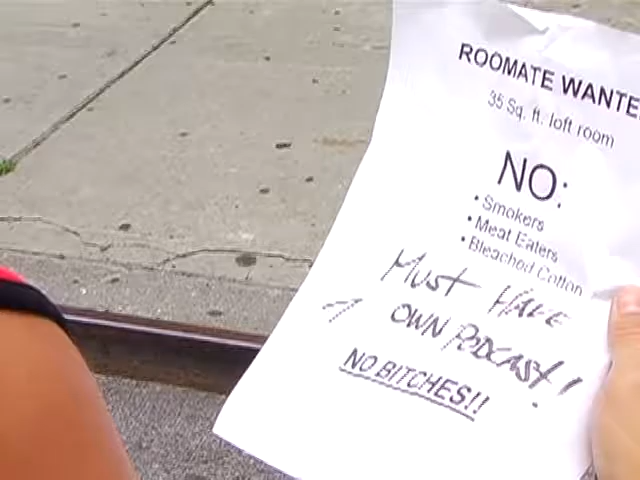 ROOMATE WANTE
35 Sq. ft. loft room
NO:
• Smokers
• Meat Eaters
• Bleached Cotton
MUST HAVE
OWN PODCAST!
NO BITCHES!!